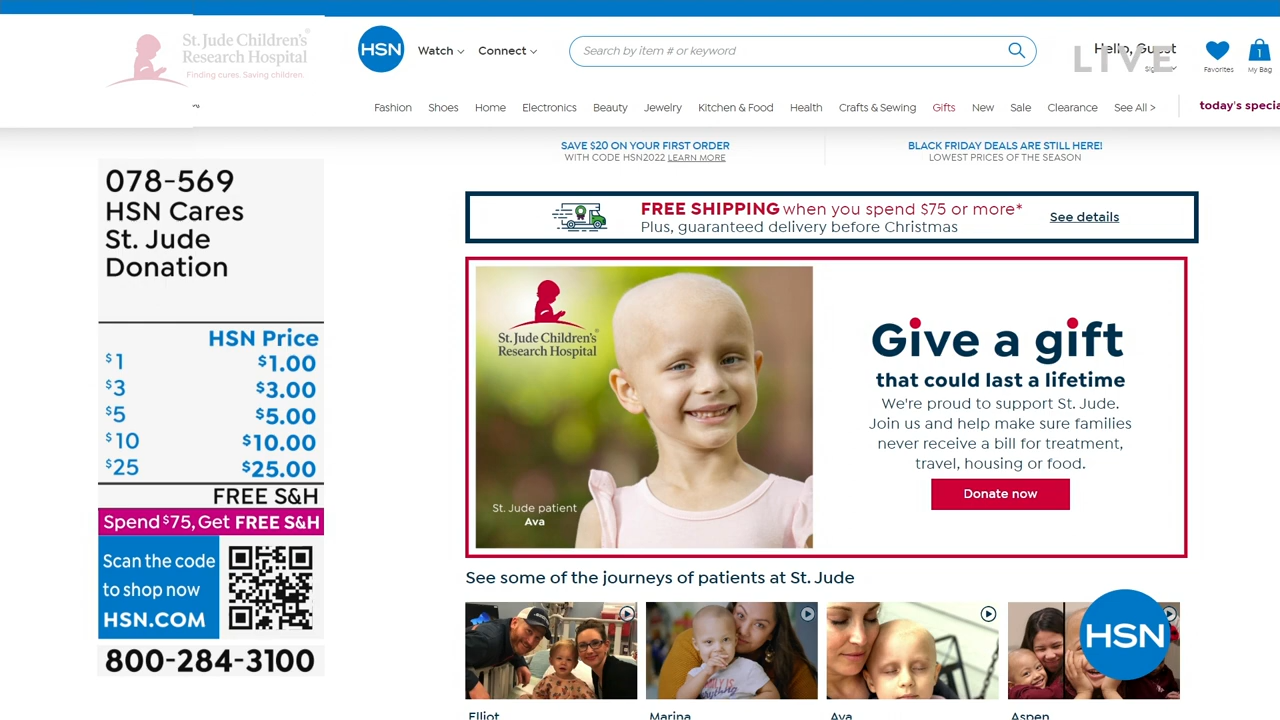 St. Jude Children's
Research Hospital
Finding cures. Saving children.
HSN
Watch
Connect
Search by item # or keyword
Hello, Guest
LIVE
Favorites
1
My Bag
Fashion
Shoes
Home
Electronics
Beauty
Jewelry
Kitchen & Food
Health
Crafts & Sewing
Gifts
New
Sale
Clearance
See All >
today's specia
SAVE $20 ON YOUR FIRST ORDER
WITH CODE HSN2022 LEARN MORE
BLACK FRIDAY DEALS ARE STILL HERE!
LOWEST PRICES OF THE SEASON
078-569
HSN Cares
St. Jude
Donation
HSN Price
$1 $1.00
$3 $3.00
$5 $5.00
$10 $10.00
$25 $25.00
FREE S&H
Spend $75, Get FREE S&H
Scan the code
to shop now
HSN.COM
800-284-3100
FREE SHIPPING when you spend $75 or more*
Plus, guaranteed delivery before Christmas
See details
St. Jude Children's
Research Hospital
St. Jude patient
Ava
Give a gift
that could last a lifetime
We're proud to support St. Jude.
Join us and help make sure families
never receive a bill for treatment,
travel, housing or food.
Donate now
See some of the journeys of patients at St. Jude
HSN
Elliot
Marina
Ava
Aspen